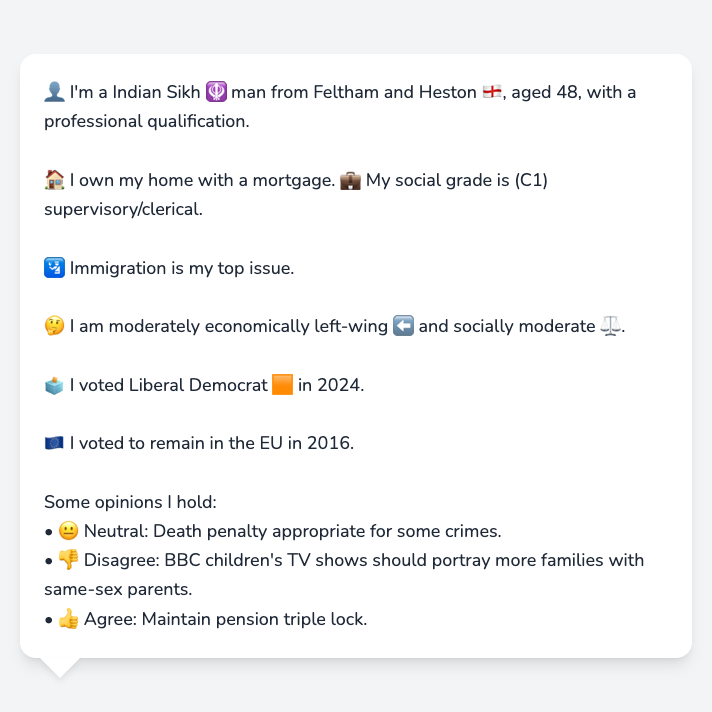 👤 I'm a Indian Sikh 🪯 man from Feltham and Heston 🏴󠁧󠁢󠁥󠁮󠁧󠁿, aged 48, with a
professional qualification.
🏠 I own my home with a mortgage. 💼 My social grade is (C1)
supervisory/clerical.
🛂 Immigration is my top issue.
🤔 I am moderately economically left-wing ⬅️ and socially moderate ⚖️.
🗳️ I voted Liberal Democrat 🟧 in 2024.
🇪🇺 I voted to remain in the EU in 2016.
Some opinions I hold:
• 😐 Neutral: Death penalty appropriate for some crimes.
• 👎 Disagree: BBC children's TV shows should portray more families with
same-sex parents.
• 👍 Agree: Maintain pension triple lock.